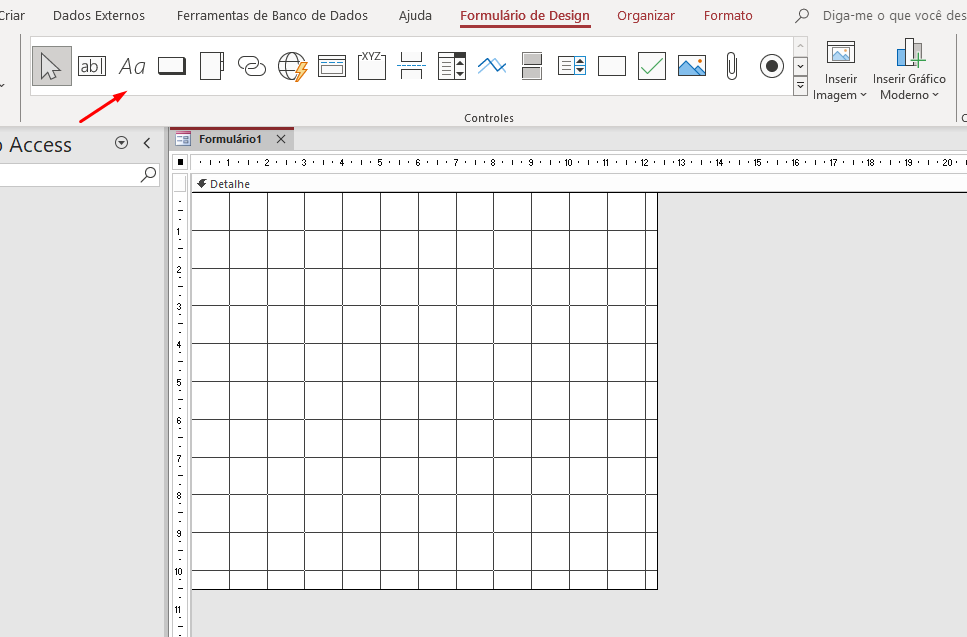 Criar Dados Externos Ferramentas de Banco de Dados Ajuda Formulário de Design Organizar Formato Diga-me o que você des
ab Aa XYZ Inserir Imagem Inserir Gráfico Moderno
Controles
Access Formulário1
1 2 3 4 5 6 7 8 9 10 11 12 13 14 15 16 17 18 19 20
Detalhe
1
2
3
4
5
6
7
8
9
10
11